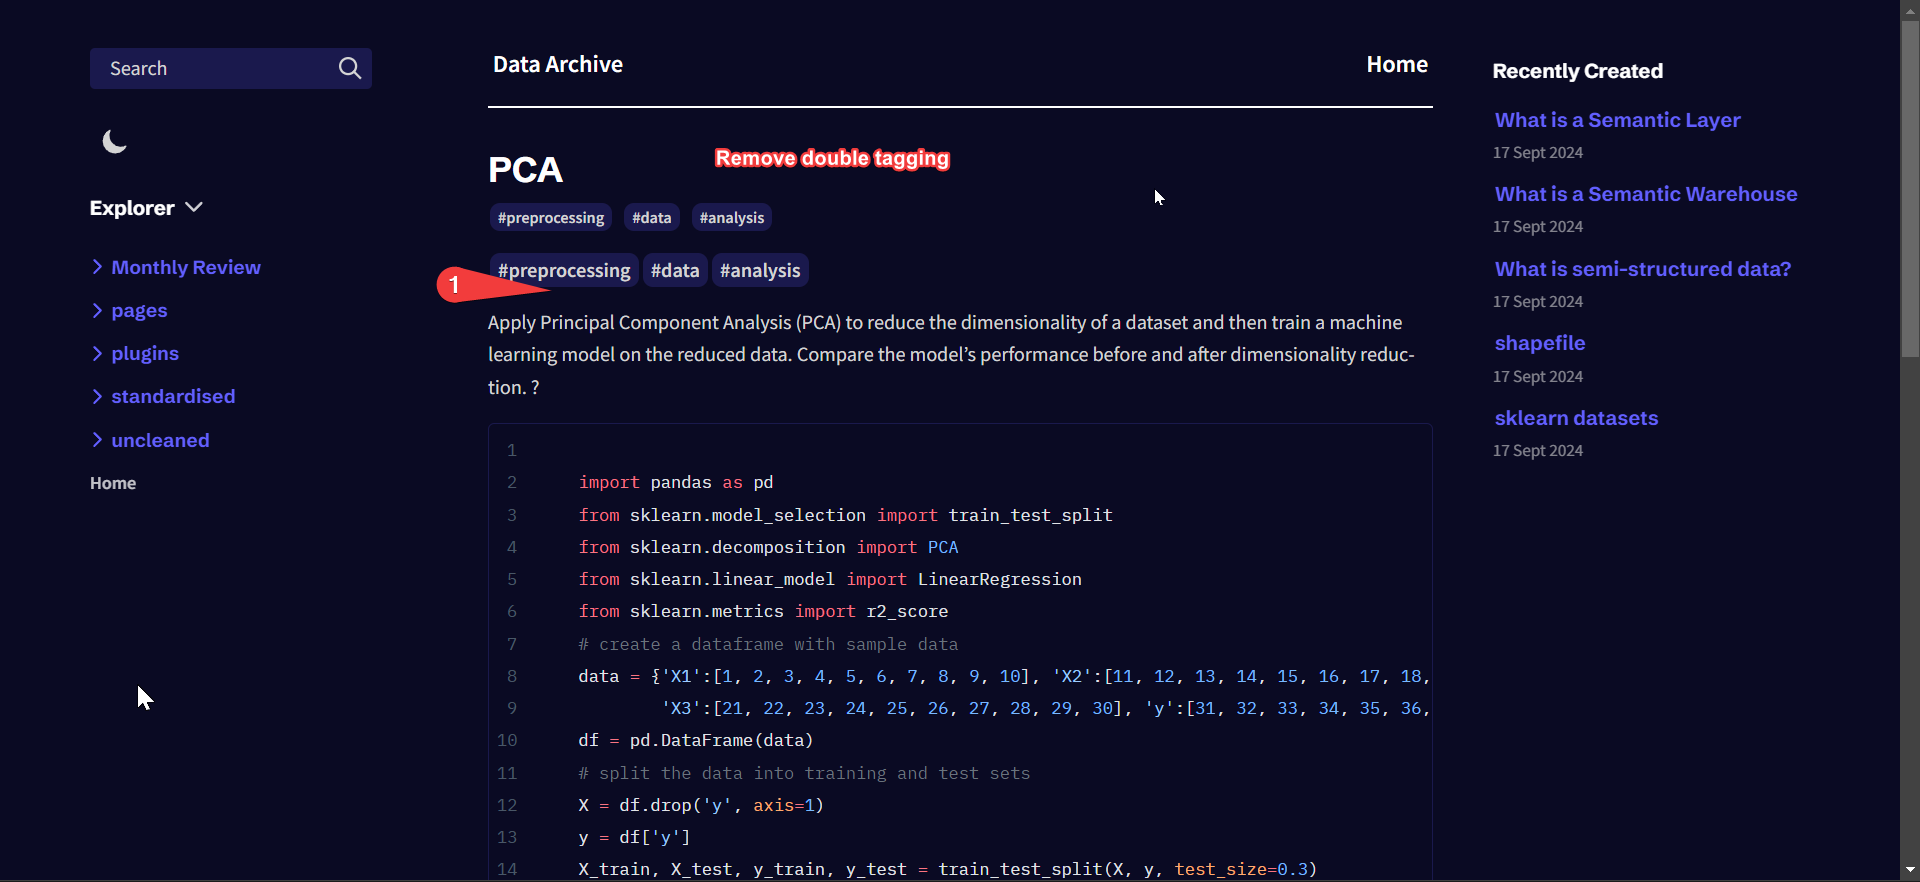 Search
Explorer
Monthly Review
pages
plugins
standardised
uncleaned
Home
Data Archive
Home
PCA
Remove double tagging
#preprocessing #data #analysis
#preprocessing #data #analysis
1
Apply Principal Component Analysis (PCA) to reduce the dimensionality of a dataset and then train a machine
learning model on the reduced data. Compare the model’s performance before and after dimensionality reduc-
tion. ?
1
2 import pandas as pd
3 from sklearn.model_selection import train_test_split
4 from sklearn.decomposition import PCA
5 from sklearn.linear_model import LinearRegression
6 from sklearn.metrics import r2_score
7 # create a dataframe with sample data
8 data = {'X1':[1, 2, 3, 4, 5, 6, 7, 8, 9, 10], 'X2':[11, 12, 13, 14, 15, 16, 17, 18,
9 'X3':[21, 22, 23, 24, 25, 26, 27, 28, 29, 30], 'y':[31, 32, 33, 34, 35, 36,
10 df = pd.DataFrame(data)
11 # split the data into training and test sets
12 X = df.drop('y', axis=1)
13 y = df['y']
14 X_train, X_test, y_train, y_test = train_test_split(X, y, test_size=0.3)
Recently Created
What is a Semantic Layer
17 Sept 2024
What is a Semantic Warehouse
17 Sept 2024
What is semi-structured data?
17 Sept 2024
shapefile
17 Sept 2024
sklearn datasets
17 Sept 2024